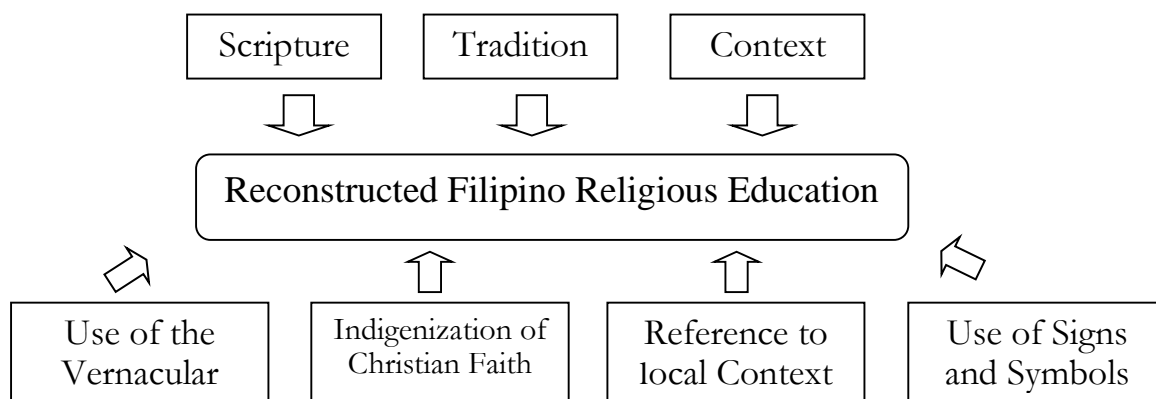 Scripture
Tradition
Context
Reconstructed Filipino Religious Education
Use of the
Vernacular
Indigenization of
Christian Faith
Reference to
local Context
Use of Signs
and Symbols